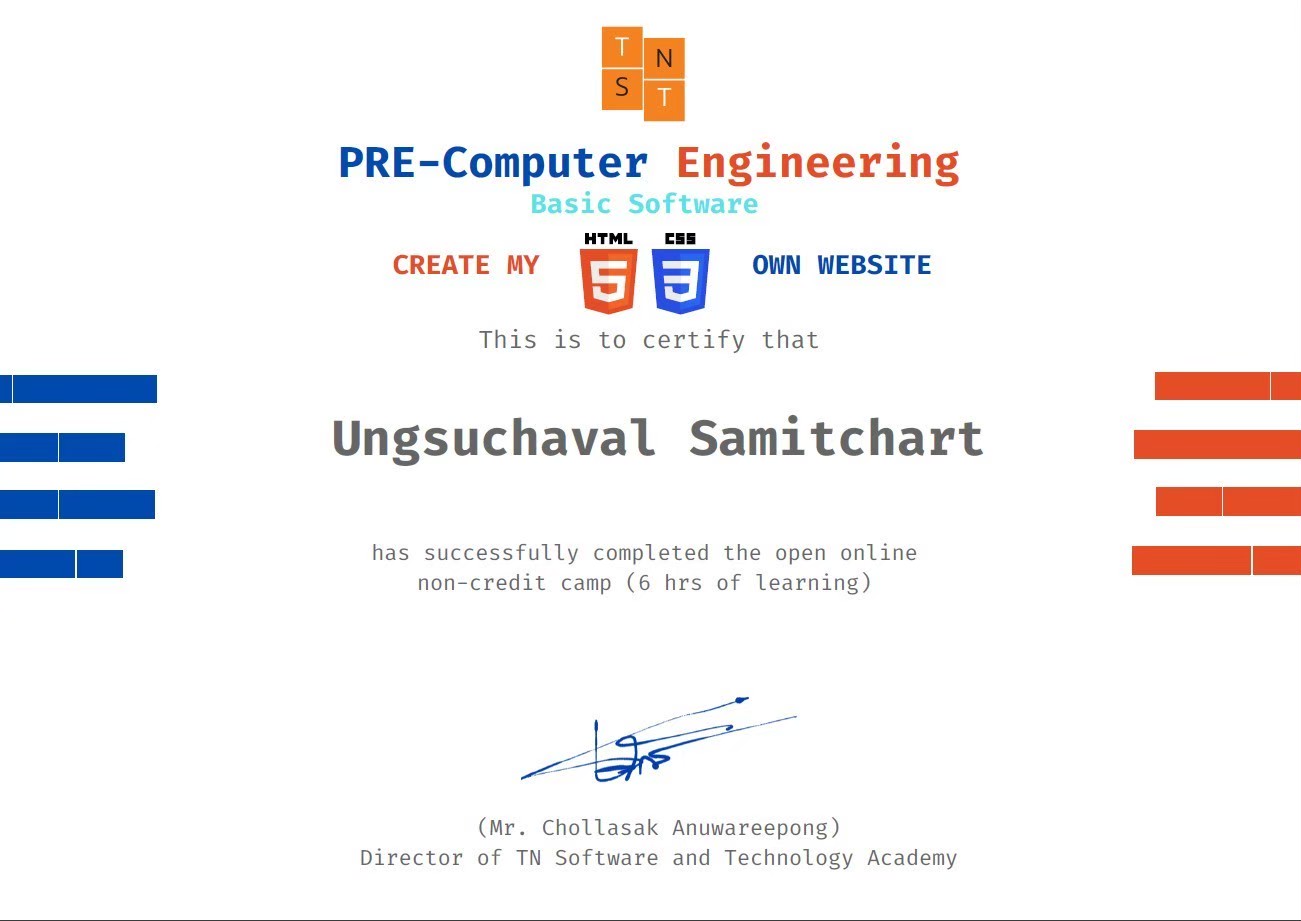 T N
S T
PRE-Computer Engineering
Basic Software
HTML CSS
CREATE MY 5 3 OWN WEBSITE
This is to certify that
Ungsuchaval Samitchart
has successfully completed the open online
non-credit camp (6 hrs of learning)
(Mr. Chollasak Anuwareepong)
Director of TN Software and Technology Academy